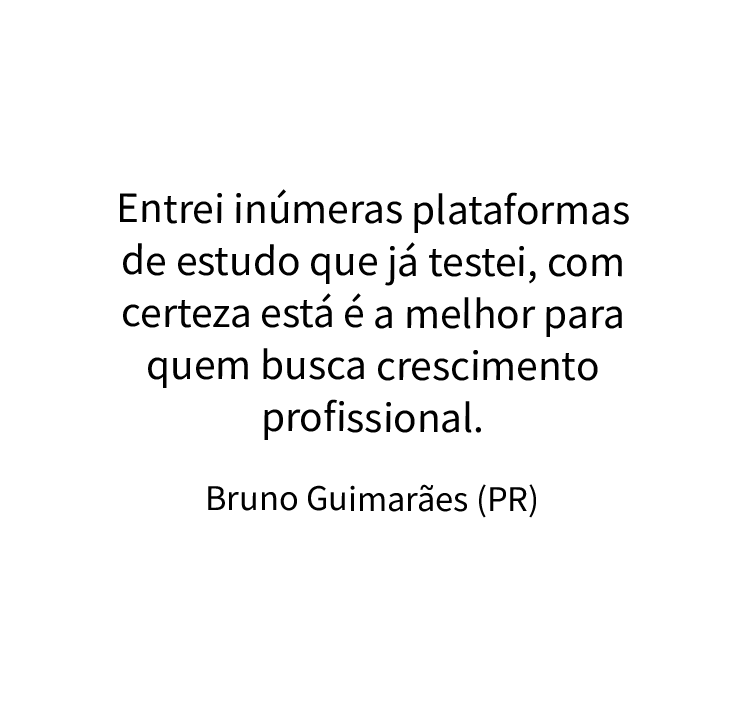 Entrei inúmeras plataformas
de estudo que já testei, com
certeza está é a melhor para
quem busca crescimento
profissional.
Bruno Guimarães (PR)